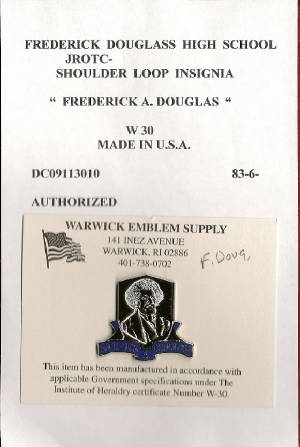 FREDERICK DOUGLASS HIGH SCHOOL
JROTC-
SHOULDER LOOP INSIGNIA
“ FREDERICK A. DOUGLAS “
W 30
MADE IN U.S.A.
DC09113010 83-6-
AUTHORIZED
WARWICK EMBLEM SUPPLY
141 INEZ AVENUE
WARWICK, RI 02886
401-738-0702
F. Doug.
This item has been manufactured in accordance with
applicable Government specifications under The
Institute of Heraldry certificate Number W-30.